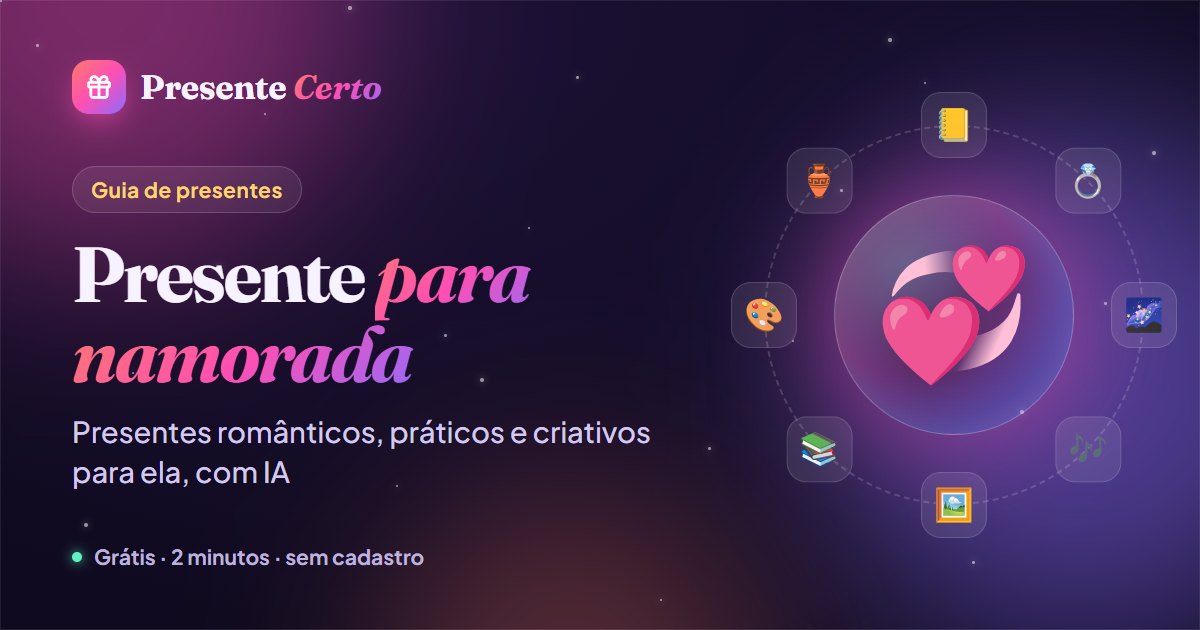 Presente Certo
Guia de presentes
Presente para
namorada
Presentes românticos, práticos e criativos
para ela, com IA
Grátis · 2 minutos · sem cadastro